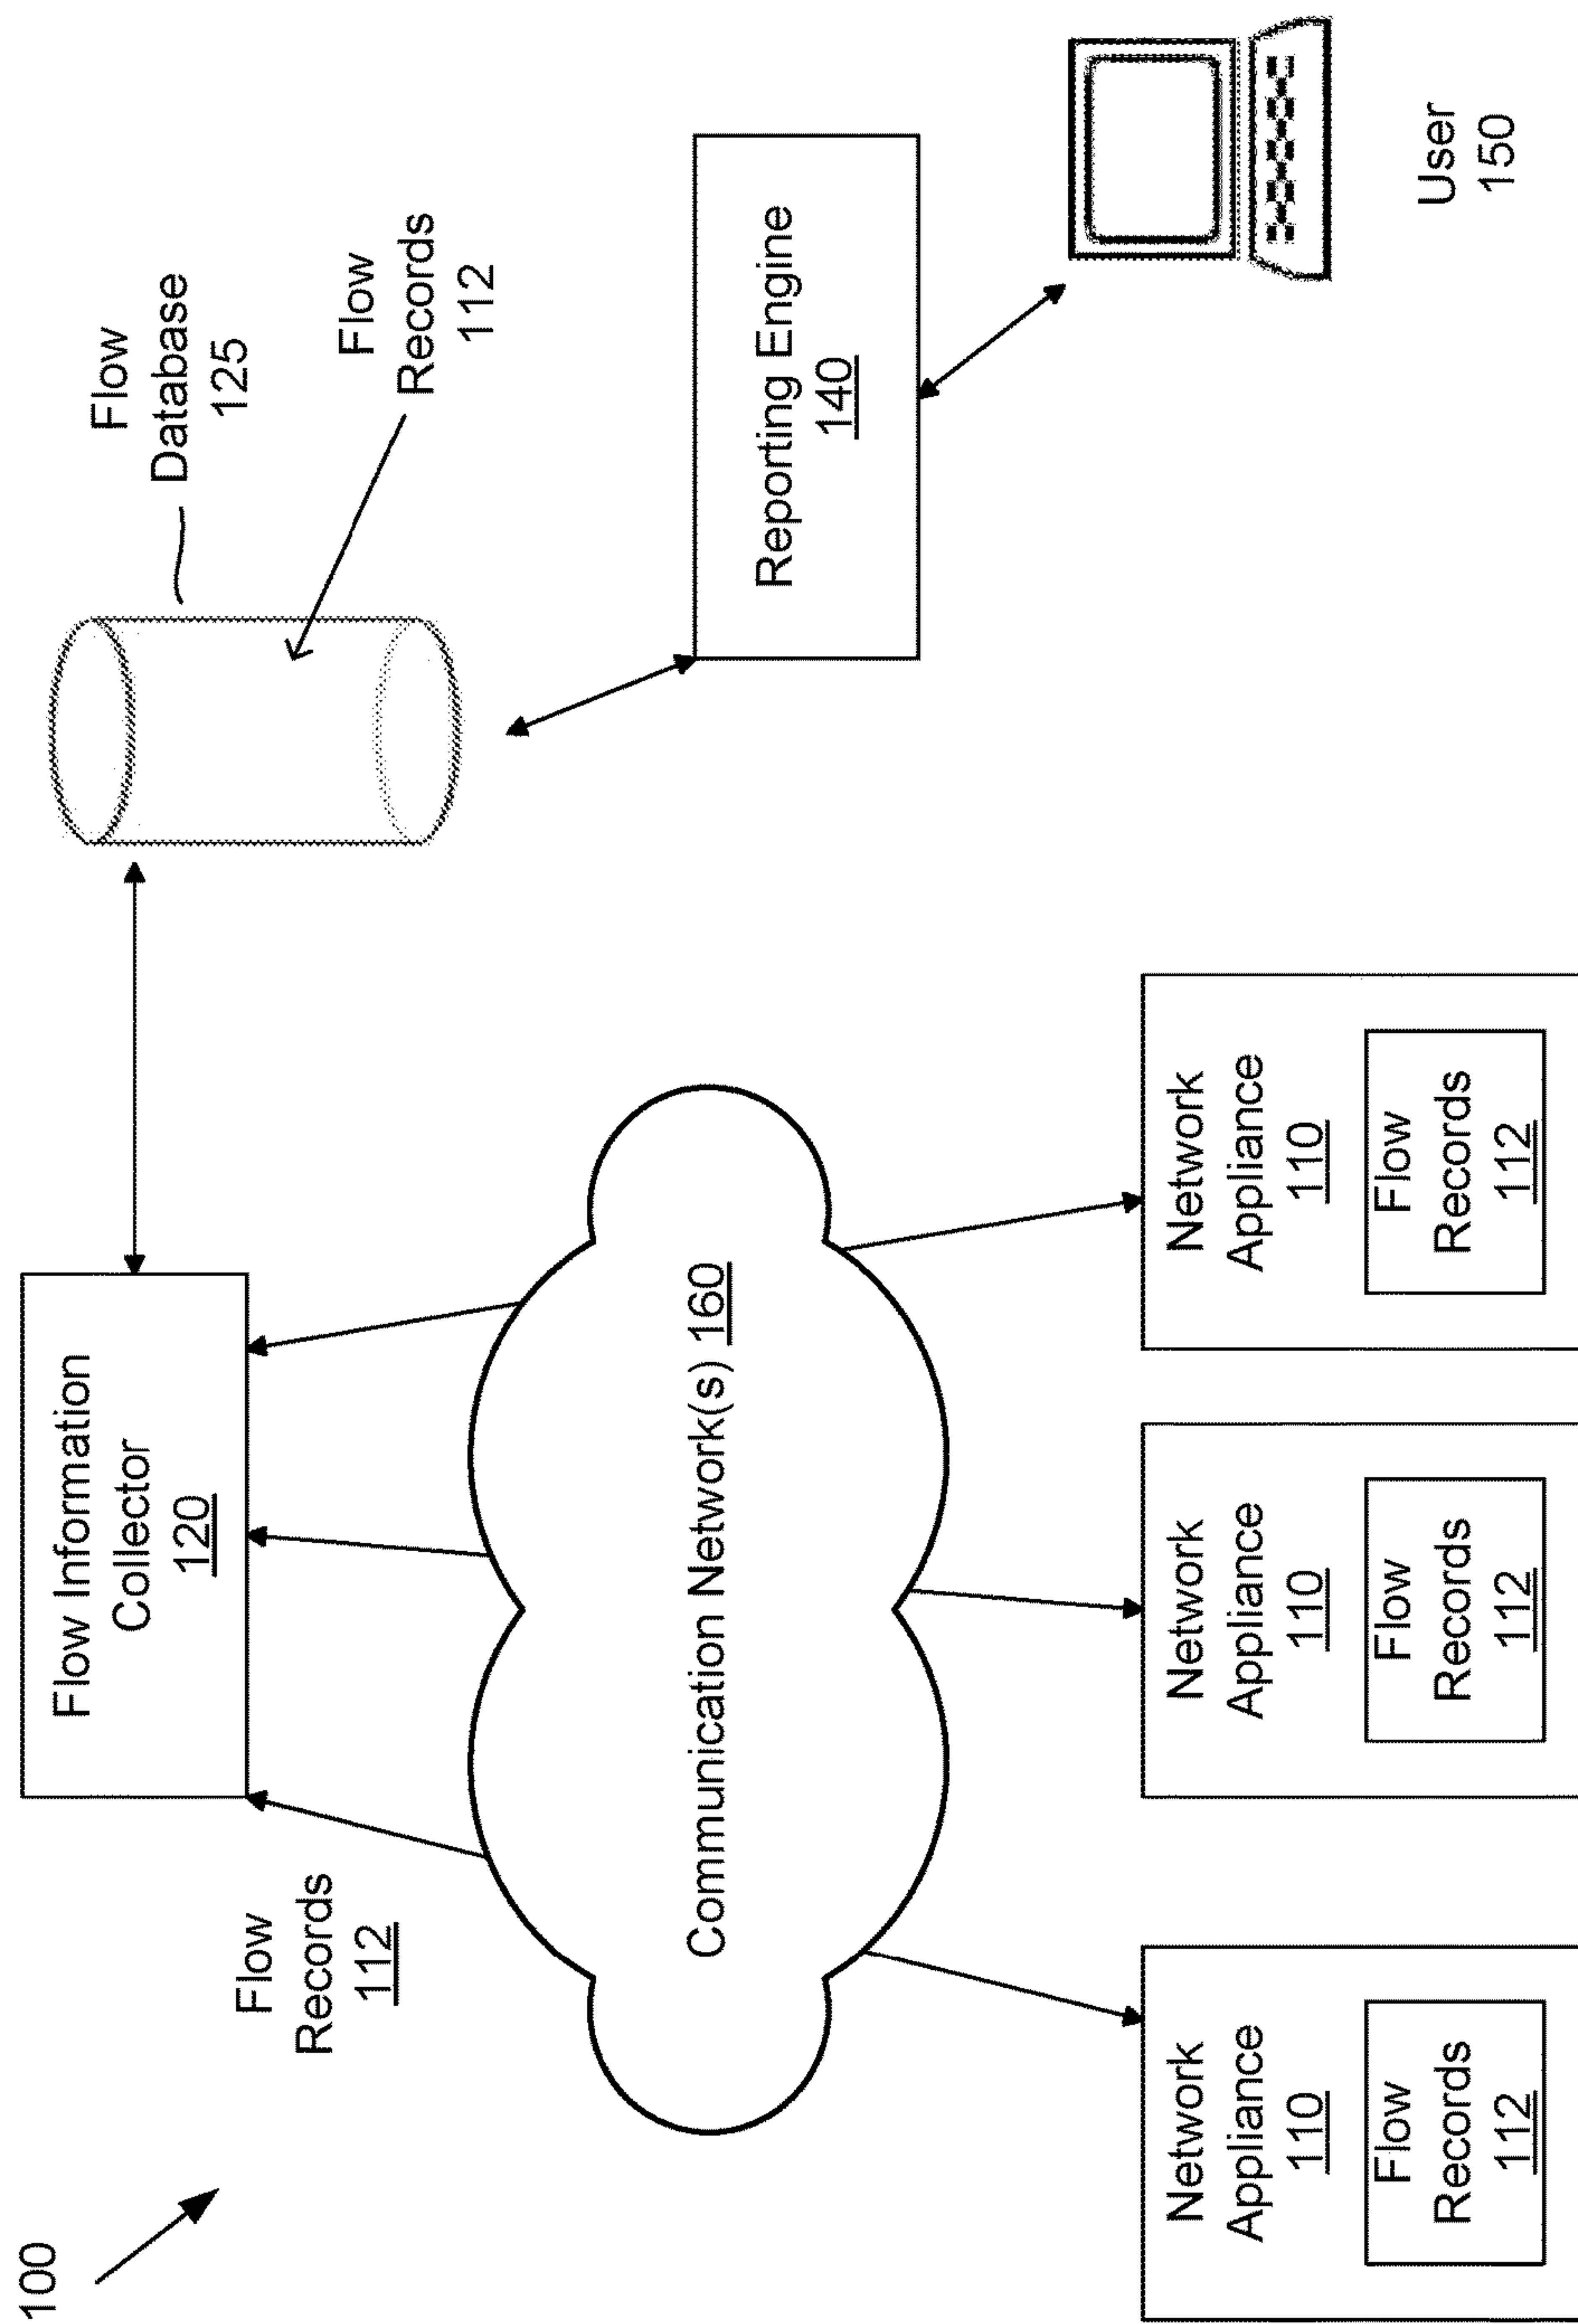 100
Flow Information
Collector
120
Flow
Database
125
Flow
Records
112
Flow
Records
112
Communication Network(s) 160
Reporting Engine
140
User
150
Network
Appliance
110
Flow
Records
112
Network
Appliance
110
Flow
Records
112
Network
Appliance
110
Flow
Records
112